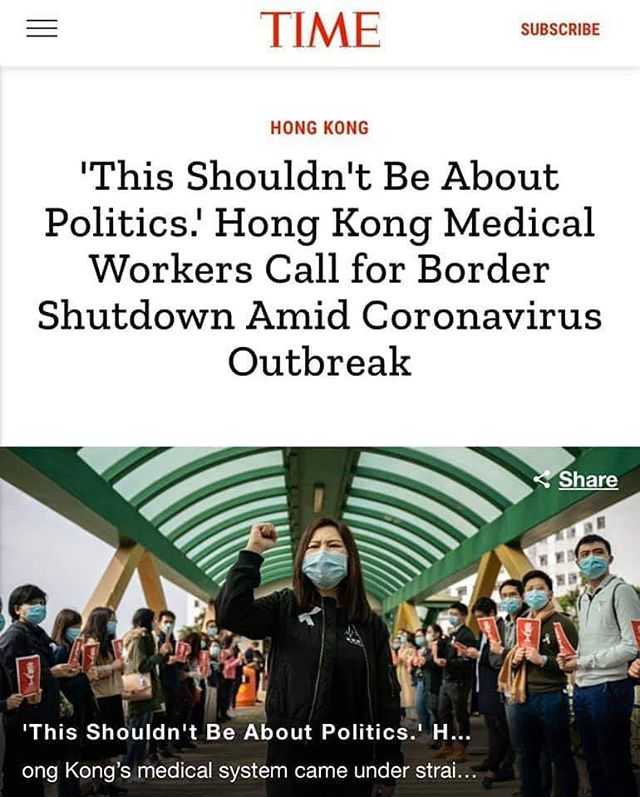 TIME
SUBSCRIBE
HONG KONG
'This Shouldn't Be About
Politics.' Hong Kong Medical
Workers Call for Border
Shutdown Amid Coronavirus
Outbreak
Share
'This Shouldn't Be About Politics.' H...
ong Kong's medical system came under strai...